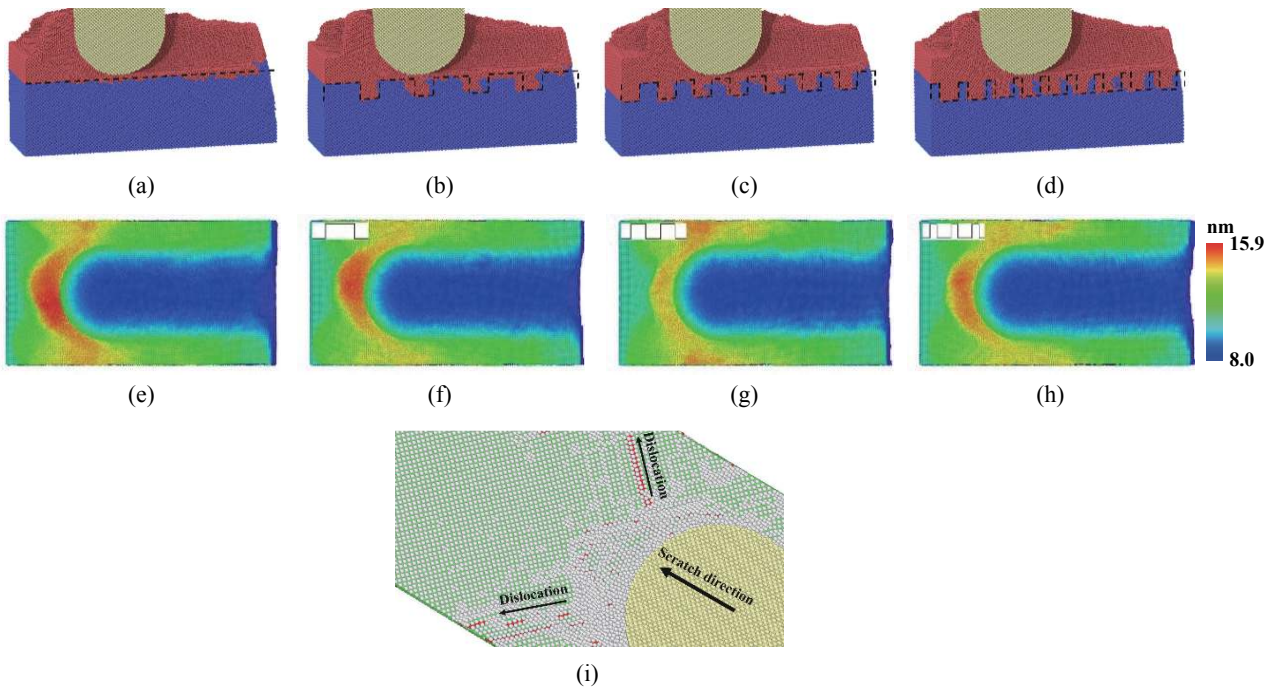 (a)
(b)
(c)
(d)
nm
15.9
8.0
(e)
(f)
(g)
(h)
Dislocation
Scratch direction
Dislocation
(i)